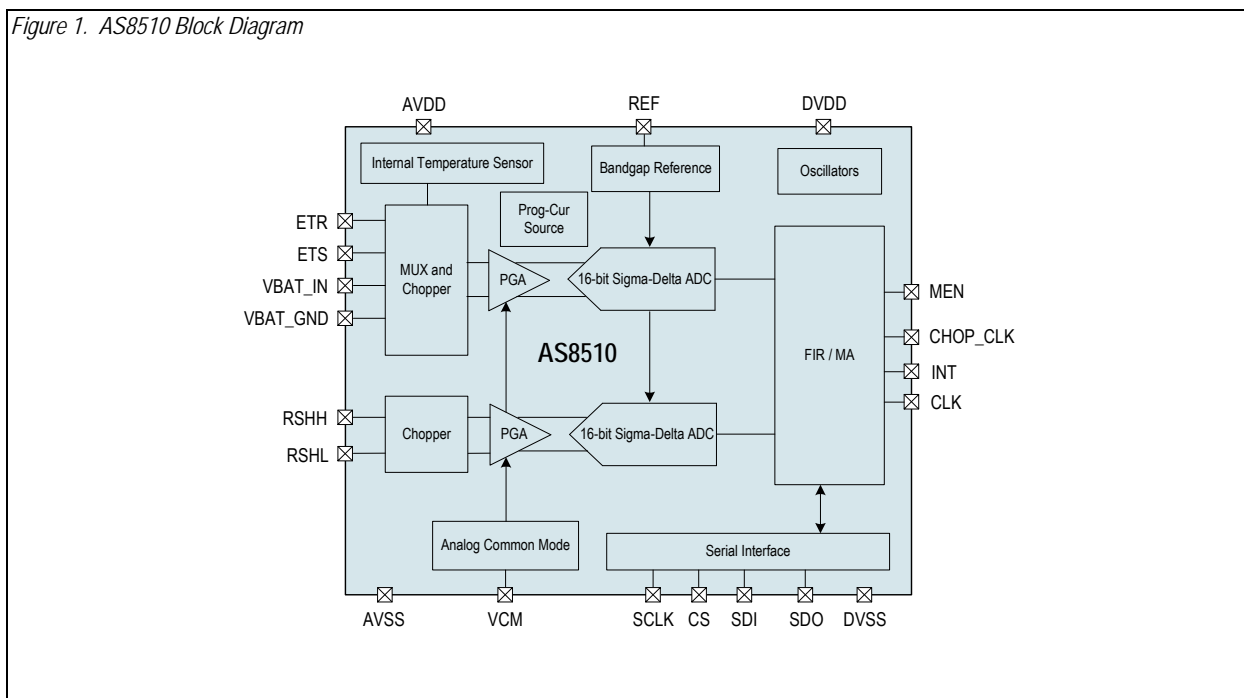 Figure 1. AS8510 Block Diagram
AVDD
REF
DVDD
Internal Temperature Sensor
Bandgap Reference
Oscillators
Prog-Cur
Source
ETR
ETS
VBAT_IN
VBAT_GND
MUX and
Chopper
PGA
16-bit Sigma-Delta ADC
AS8510
FIR / MA
MEN
CHOP_CLK
INT
CLK
RSHH
RSHL
Chopper
PGA
16-bit Sigma-Delta ADC
Analog Common Mode
Serial Interface
AVSS
VCM
SCLK
CS
SDI
SDO
DVSS